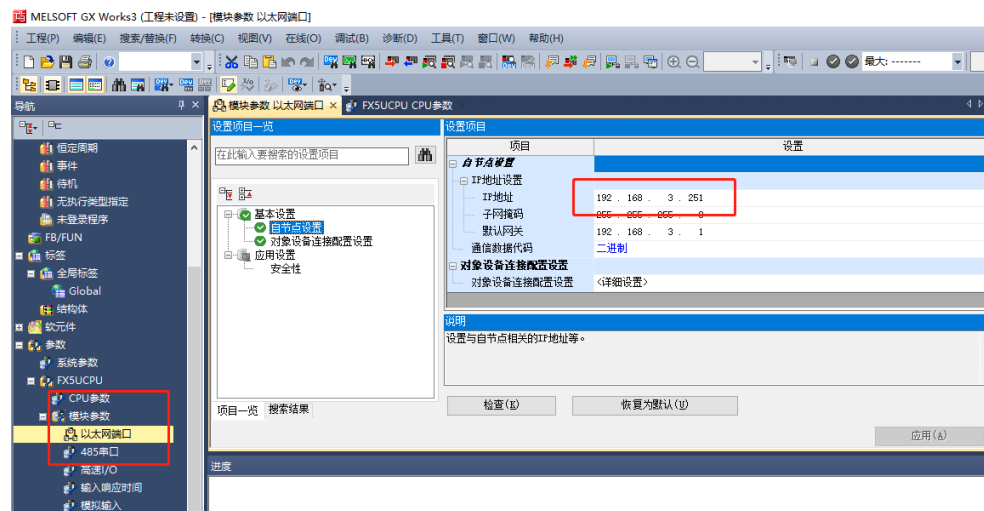 MELSOFT GX Works3 (工程未设置) - [模块参数 以太网端口]
工程(P) 编辑(E) 搜索/替换(F) 转换(C) 视图(V) 在线(O) 调试(B) 诊断(D) 工具(T) 窗口(W) 帮助(H)
最大: -------
导航
模块参数 以太网端口
FX5UCPU CPU参数
恒定周期
事件
待机
无执行类型指定
未登录程序
FB/FUN
标签
全局标签
Global
结构体
软元件
参数
系统参数
FX5UCPU
CPU参数
模块参数
以太网端口
485串口
高速I/O
输入响应时间
模拟输入
设置项目一览
在此输入要搜索的设置项目
基本设置
自节点设置
对象设备连接配置设置
应用设置
安全性
项目一览 搜索结果
设置项目
项目 设置
自节点设置
IP地址设置
IP地址 192 . 168 . 3 . 251
子网掩码 255 . 255 . 255 . 0
默认网关 192 . 168 . 3 . 1
通信数据代码 二进制
对象设备连接配置设置
对象设备连接配置设置 <详细设置>
说明
设置与自节点相关的IP地址等。
检查(K) 恢复为默认(U)
应用(A)
进度